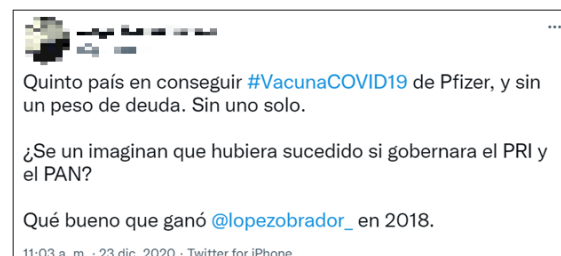 Quinto país en conseguir #VacunaCOVID19 de Pfizer, y sin
un peso de deuda. Sin uno solo.
¿Se un imaginan que hubiera sucedido si gobernara el PRI y
el PAN?
Qué bueno que ganó @lopezobrador_ en 2018.
11:03 a. m. · 23 dic. 2020 · Twitter for iPhone